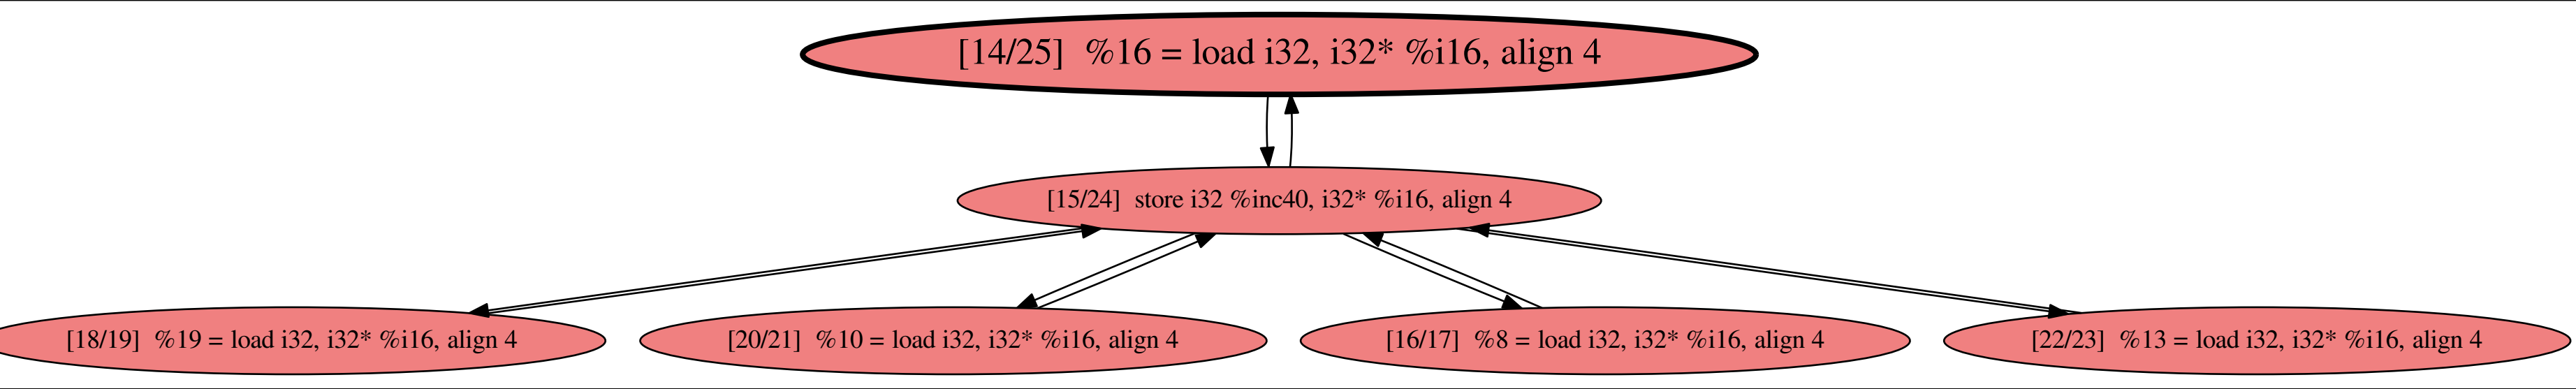 [14/25] %16 = load i32, i32* %i16, align 4
[15/24] store i32 %inc40, i32* %i16, align 4
[18/19] %19 = load i32, i32* %i16, align 4
[20/21] %10 = load i32, i32* %i16, align 4
[16/17] %8 = load i32, i32* %i16, align 4
[22/23] %13 = load i32, i32* %i16, align 4